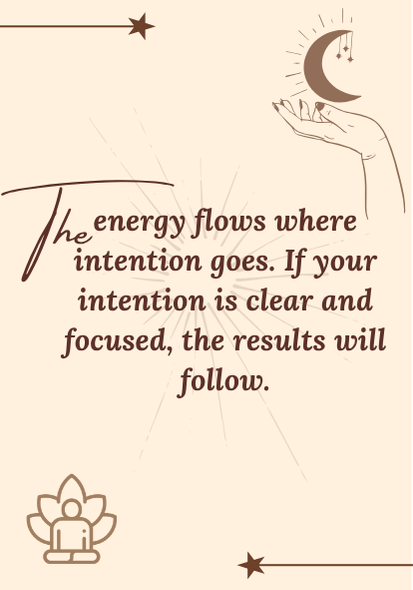 The energy flows where
intention goes. If your
intention is clear and
focused, the results will
follow.